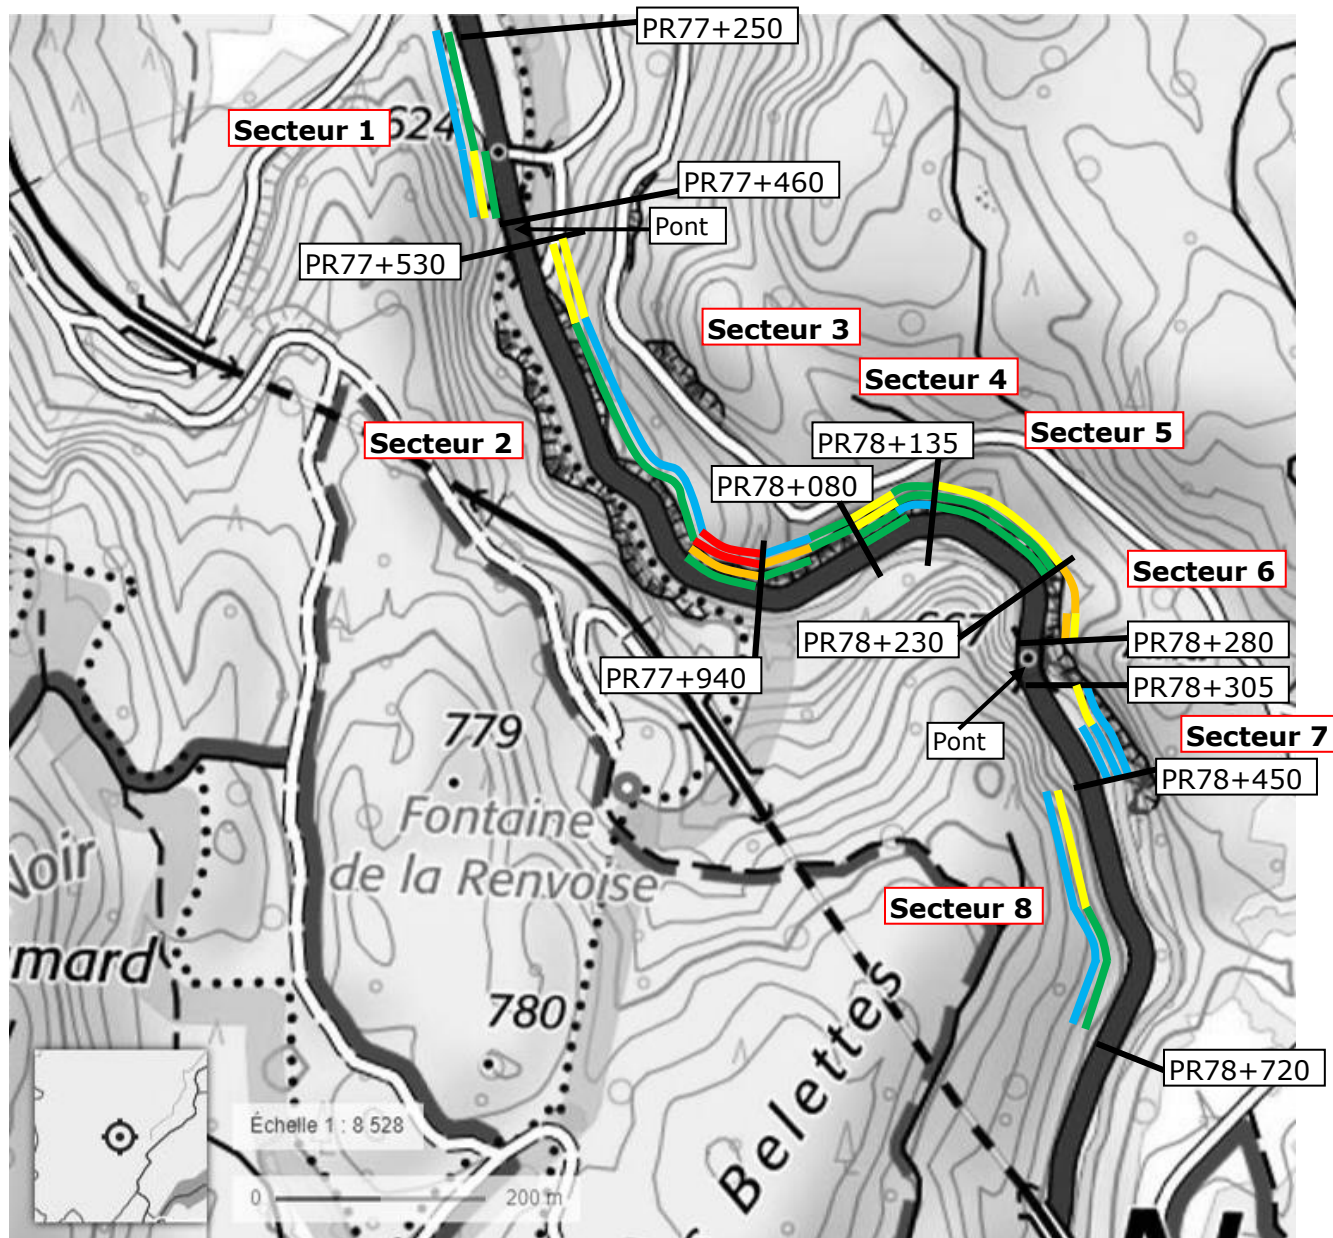 PR77+250
624
Secteur 1
PR77+460
Pont
PR77+530
Secteur 3
Secteur 4
PR78+135
Secteur 5
Secteur 2
PR78+080
Secteur 6
PR78+230
PR78+280
PR77+940
PR78+305
779
Pont
Secteur 7
PR78+450
Fontaine
de la Renvoise
Noir
Secteur 8
mard
780
Belettes
PR78+720
Échelle 1 : 8 528
0 200 m